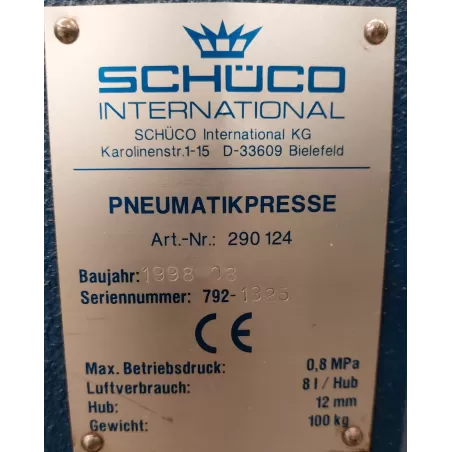 SCHÜCO
INTERNATIONAL
SCHÜCO International KG
Karolinenstr.1-15 D-33609 Bielefeld
PNEUMATIKPRESSE
Art.-Nr.: 290 124
Baujahr: 1998 08
Seriennummer: 792-1325
CE
Max. Betriebsdruck: 0,8 MPa
Luftverbrauch: 8 l / Hub
Hub: 12 mm
Gewicht: 100 kg